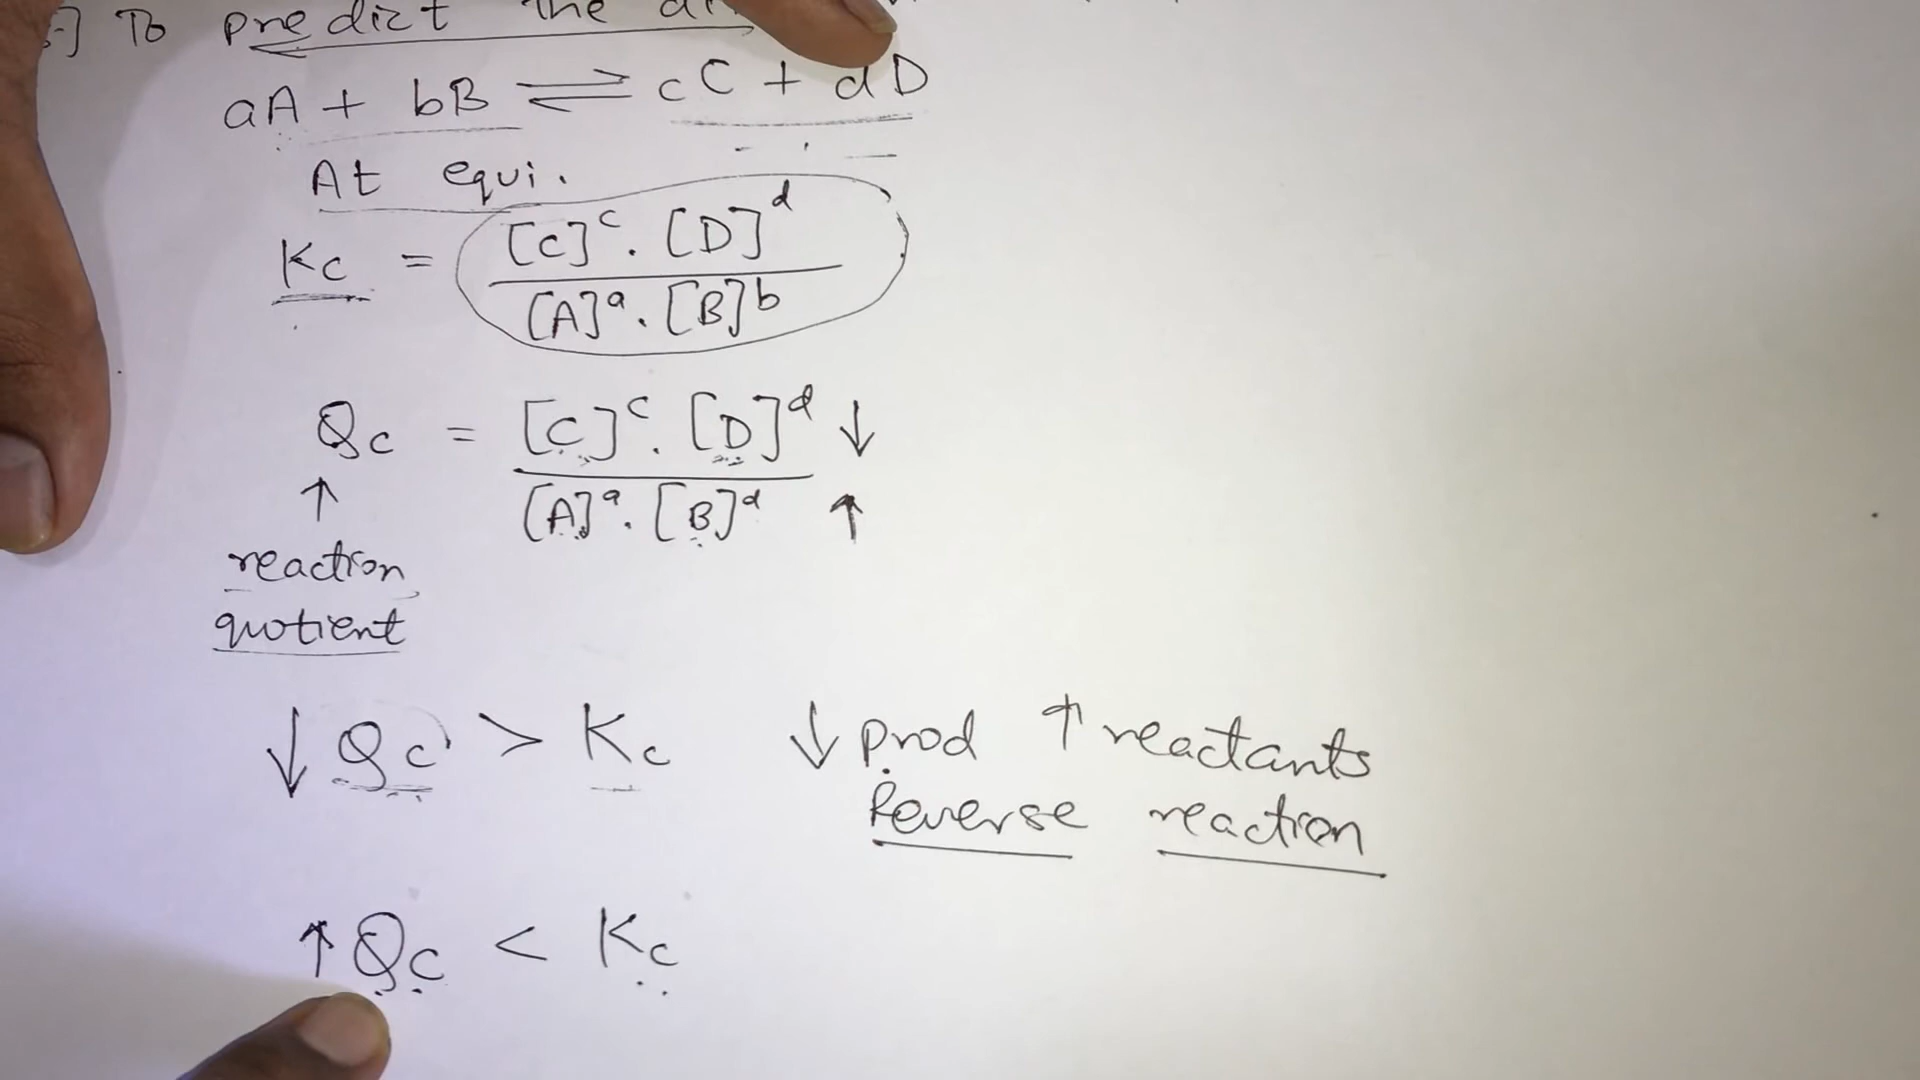 To predict the
aA + bB ⇌ cC + dD
At equi.
Kc = [C]ᶜ. [D]ᵈ
[A]ᵃ. [B]ᵇ
Qc = [C]ᶜ. [D]ᵈ ↓
[A]ᵃ. [B]ᵈ ↑
↑
reaction
quotient
↓ Qc > Kc ↓ prod ↑ reactants
Reverse reaction
↑ Qc < Kc